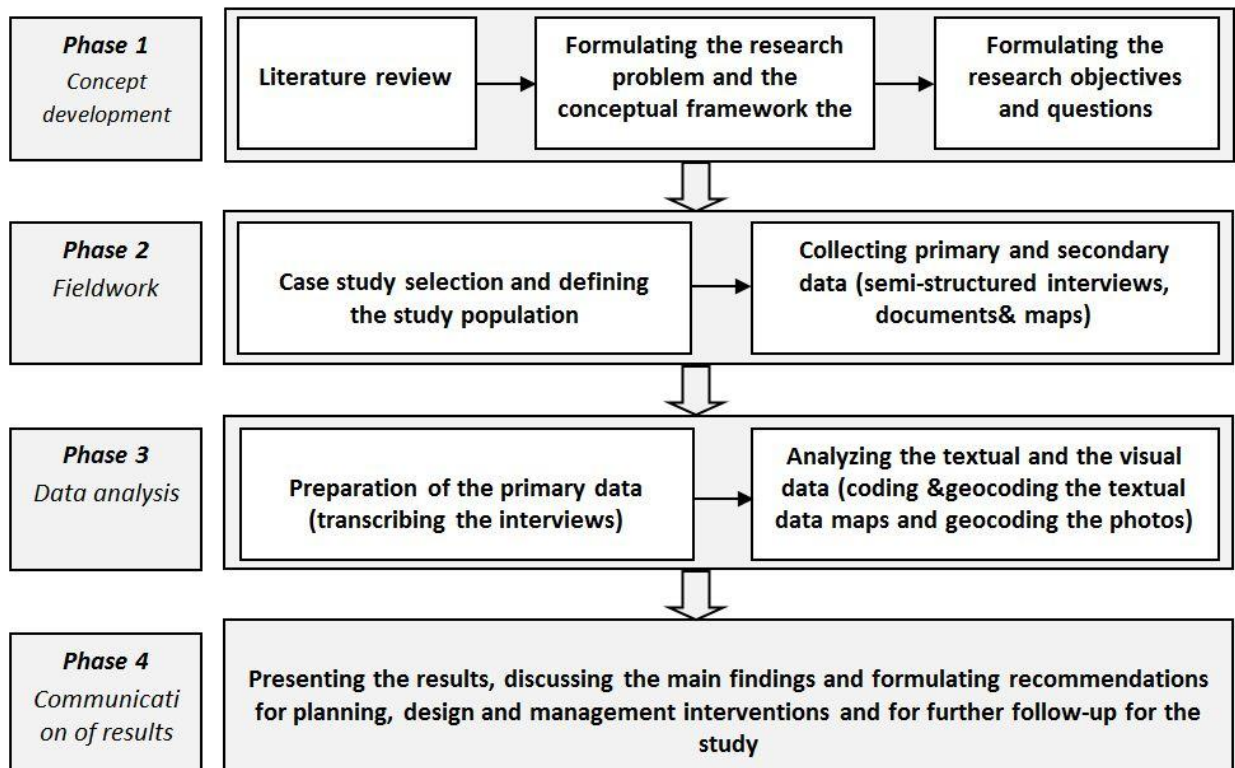 Phase 1
Concept
development
Literature review
Formulating the research
problem and the
conceptual framework the
Formulating the
research objectives
and questions
Phase 2
Fieldwork
Case study selection and defining
the study population
Collecting primary and secondary
data (semi-structured interviews,
documents& maps)
Phase 3
Data analysis
Preparation of the primary data
(transcribing the interviews)
Analyzing the textual and the visual
data (coding &geocoding the textual
data maps and geocoding the photos)
Phase 4
Communicati
on of results
Presenting the results, discussing the main findings and formulating recommendations
for planning, design and management interventions and for further follow-up for the
study